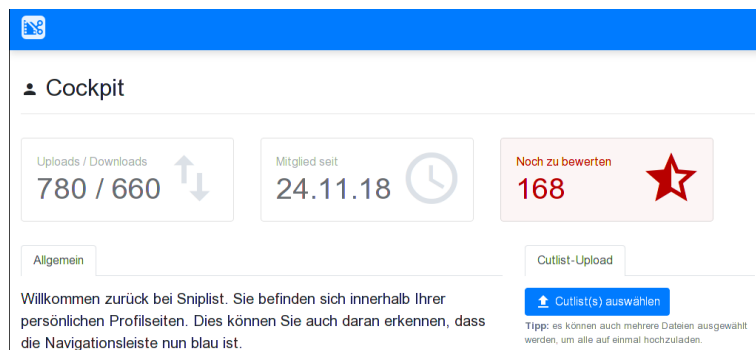 Cockpit
Uploads / Downloads
780 / 660
Mitglied seit
24.11.18
Noch zu bewerten
168
Allgemein
Willkommen zurück bei Sniplist. Sie befinden sich innerhalb Ihrer
persönlichen Profilseiten. Dies können Sie auch daran erkennen, dass
die Navigationsleiste nun blau ist.
Cutlist-Upload
Cutlist(s) auswählen
Tipp: es können auch mehrere Dateien ausgewählt
werden, um alle auf einmal hochzuladen.